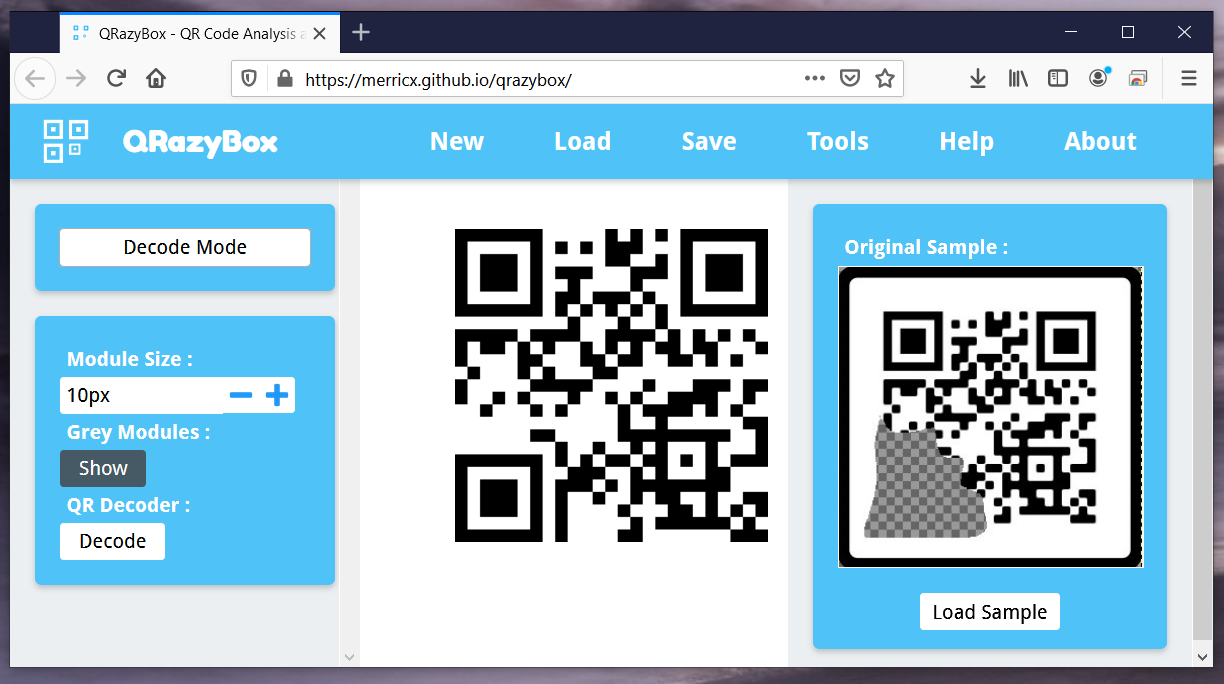 QRazyBox - QR Code Analysis a
https://merricx.github.io/qrazybox/
QRazyBox
New Load Save Tools Help About
Decode Mode
Module Size :
10px
Grey Modules :
Show
QR Decoder :
Decode
Original Sample :
Load Sample